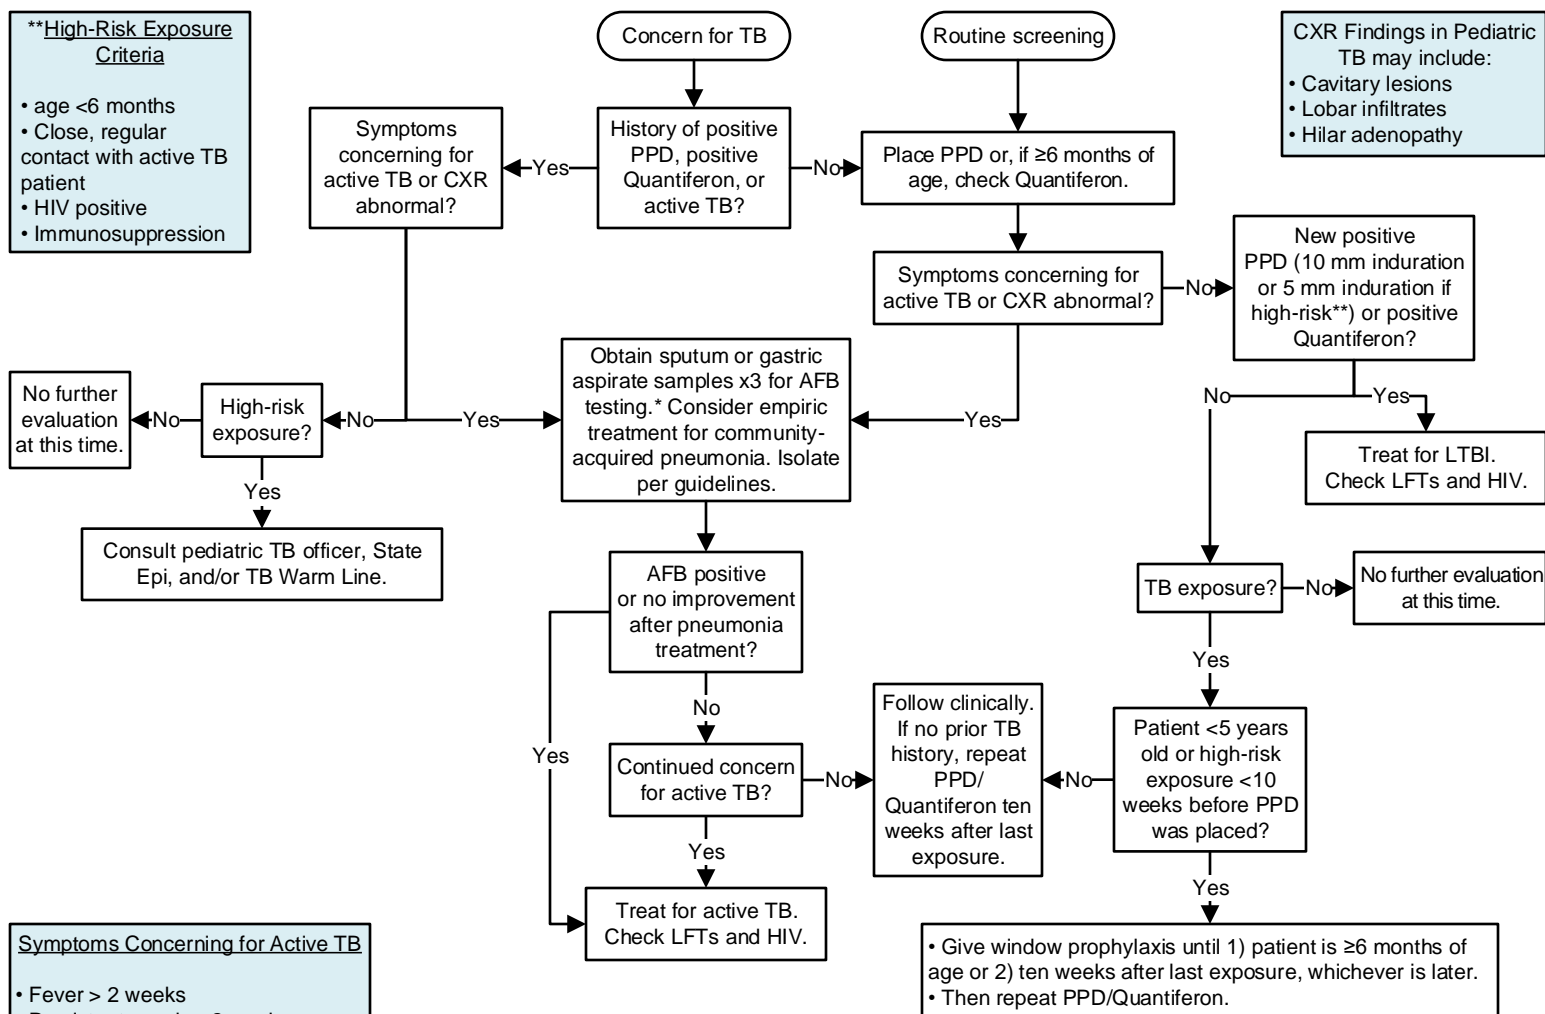 **High-Risk Exposure
Criteria
• age <6 months
• Close, regular
contact with active TB
patient
• HIV positive
• Immunosuppression
Concern for TB
Routine screening
CXR Findings in Pediatric
TB may include:
• Cavitary lesions
• Lobar infiltrates
• Hilar adenopathy
Symptoms
concerning for
active TB or CXR
abnormal?
Yes
History of positive
PPD, positive
Quantiferon, or
active TB?
No
Place PPD or, if ≥6 months of
age, check Quantiferon.
Symptoms concerning for
active TB or CXR abnormal?
No
New positive
PPD (10 mm induration
or 5 mm induration if
high-risk**) or positive
Quantiferon?
No further
evaluation
at this time.
No
High-risk
exposure?
No
Yes
Obtain sputum or gastric
aspirate samples x3 for AFB
testing.* Consider empiric
treatment for community-
acquired pneumonia. Isolate
per guidelines.
Yes
No
Yes
Treat for LTBI.
Check LFTs and HIV.
Yes
Consult pediatric TB officer, State
Epi, and/or TB Warm Line.
AFB positive
or no improvement
after pneumonia
treatment?
TB exposure?
No
No further evaluation
at this time.
Yes
No
Yes
Continued concern
for active TB?
No
Follow clinically.
If no prior TB
history, repeat
PPD/
Quantiferon ten
weeks after last
exposure.
No
Patient <5 years
old or high-risk
exposure <10
weeks before PPD
was placed?
Yes
Yes
Treat for active TB.
Check LFTs and HIV.
• Give window prophylaxis until 1) patient is ≥6 months of
age or 2) ten weeks after last exposure, whichever is later.
• Then repeat PPD/Quantiferon.
Symptoms Concerning for Active TB
• Fever > 2 weeks